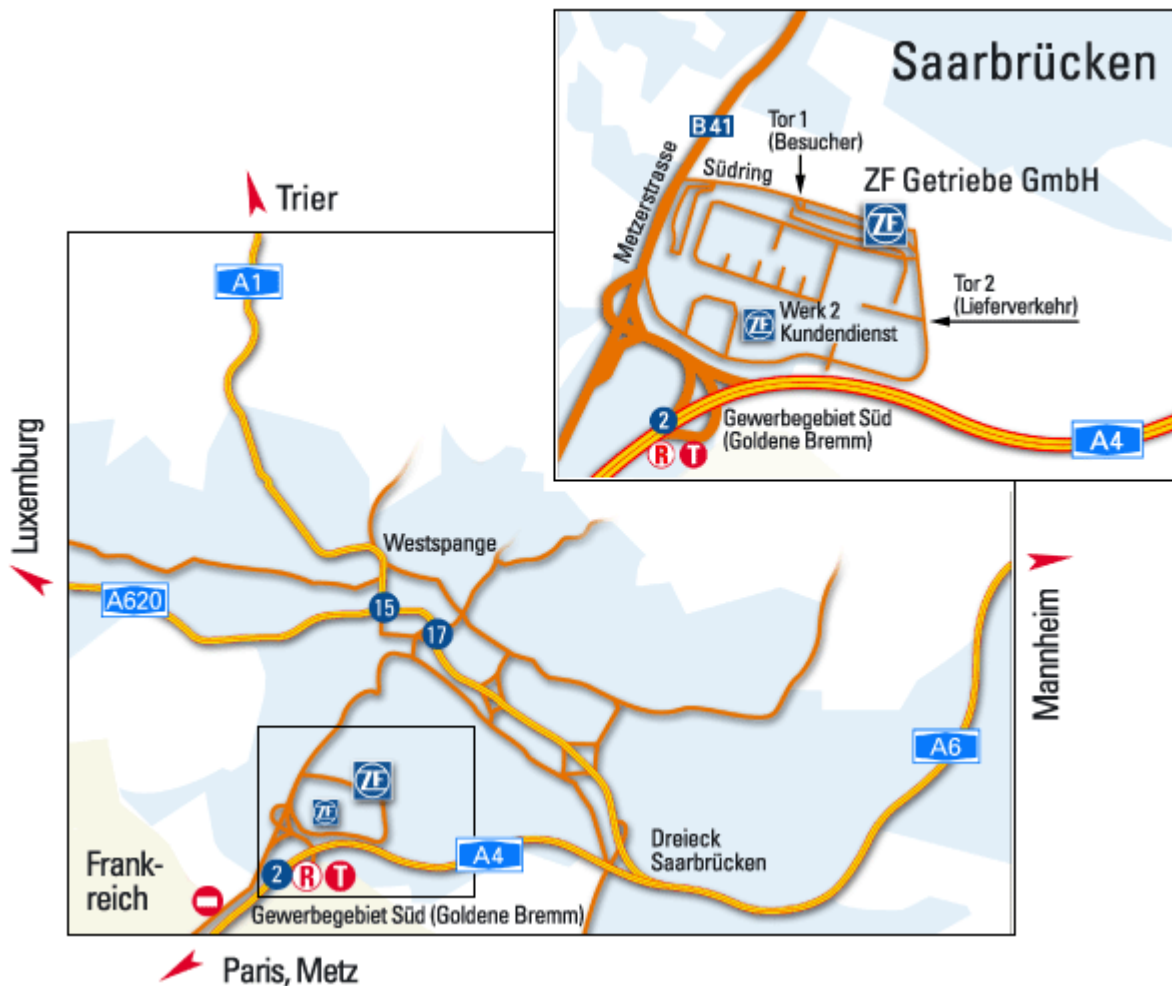 Saarbrücken
B41
Tor 1
(Besucher)
Südring
ZF Getriebe GmbH
ZF
Metzerstrasse
Tor 2
(Lieferverkehr)
ZF
Werk 2
Kundendienst
2
Gewerbegebiet Süd
(Goldene Bremm)
R T
A4
Trier
A1
Luxemburg
Westspange
A620
15
17
Mannheim
A6
ZF
ZF
Dreieck
Saarbrücken
A4
Frank-
reich
2 R T
Gewerbegebiet Süd (Goldene Bremm)
Paris, Metz